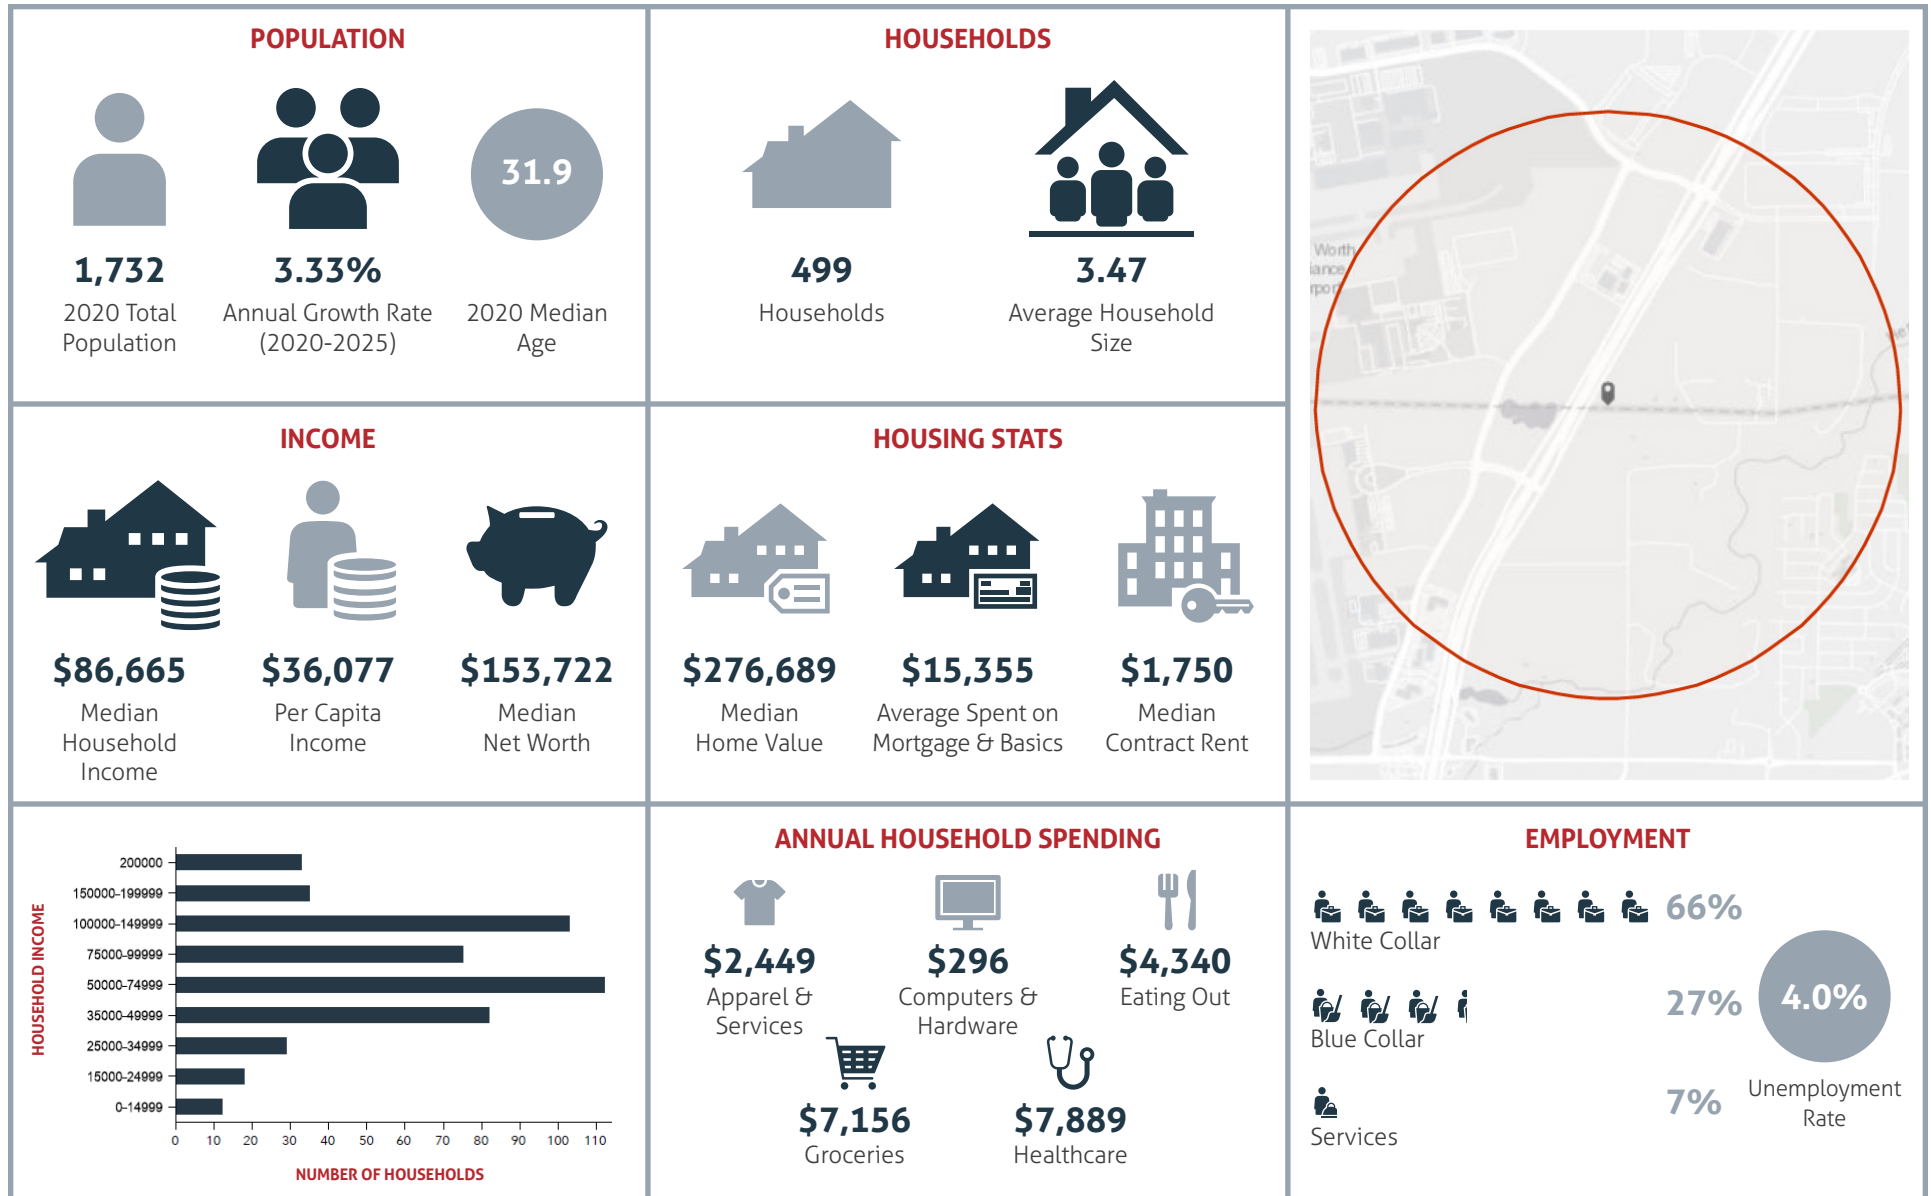 POPULATION
31.9
1,732
2020 Total
Population
3.33%
Annual Growth Rate
(2020-2025)
2020 Median
Age
HOUSEHOLDS
499
Households
3.47
Average Household
Size
Worth
INCOME
$86,665
Median
Household
Income
$36,077
Per Capita
Income
$153,722
Median
Net Worth
HOUSING STATS
$276,689
Median
Home Value
$15,355
Average Spent on
Mortgage & Basics
$1,750
Median
Contract Rent
HOUSEHOLD INCOME
200000
150000-199999
100000-149999
75000-99999
50000-74999
35000-49999
25000-34999
15000-24999
0-14999
0 10 20 30 40 50 60 70 80 90 100 110
NUMBER OF HOUSEHOLDS
ANNUAL HOUSEHOLD SPENDING
$2,449
Apparel &
Services
$296
Computers &
Hardware
$4,340
Eating Out
$7,156
Groceries
$7,889
Healthcare
EMPLOYMENT
66%
White Collar
27%
Blue Collar
7%
Services
4.0%
Unemployment
Rate